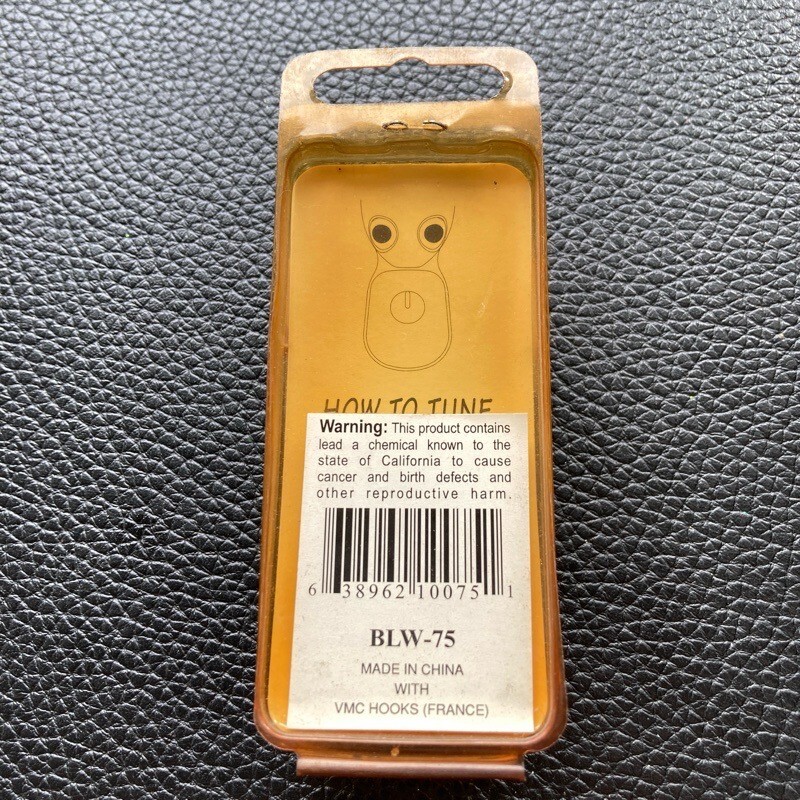 HOW TO TUNE
Warning: This product contains
lead a chemical known to the
state of California to cause
cancer and birth defects and
other reproductive harm.
6 38962 10075 1
BLW-75
MADE IN CHINA
WITH
VMC HOOKS (FRANCE)